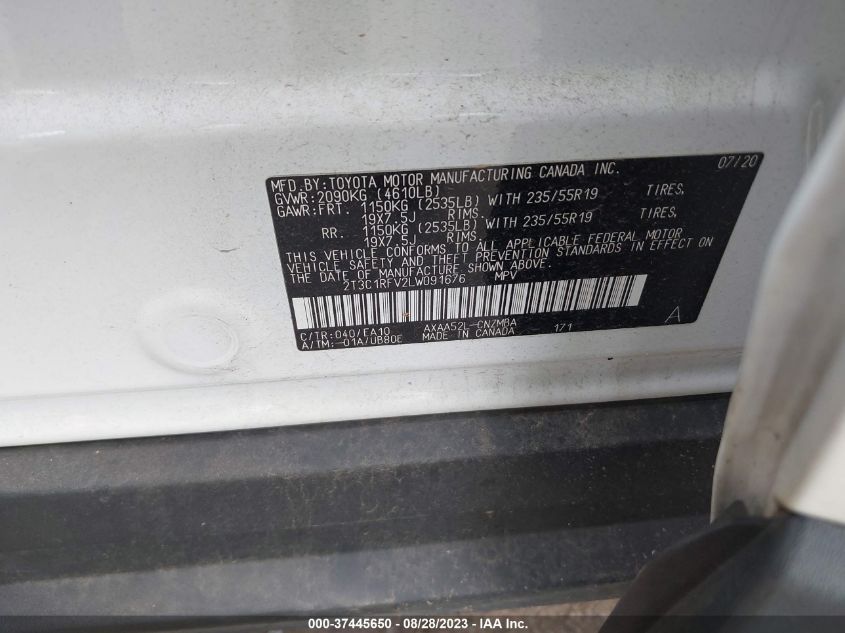 MFD.BY:TOYOTA MOTOR MANUFACTURING CANADA INC. 07/20
GVWR:2090KG (4610LB)
GAWR:FRT. 1150KG (2535LB) WITH 235/55R19 TIRES.
19X7.5J RIMS.
RR. 1150KG (2535LB) WITH 235/55R19 TIRES.
19X7.5J RIMS.
THIS VEHICLE CONFORMS TO ALL APPLICABLE FEDERAL MOTOR
VEHICLE SAFETY AND THEFT PREVENTION STANDARDS IN EFFECT ON
THE DATE OF MANUFACTURE SHOWN ABOVE.
2T3C1RFV2LW091676 MPV
C/TR:040/FA10 AXAA52L-CNZMBA 171 A
A/TM:-01A/UB80E MADE IN CANADA
000-37445650 - 08/28/2023 - IAA Inc.